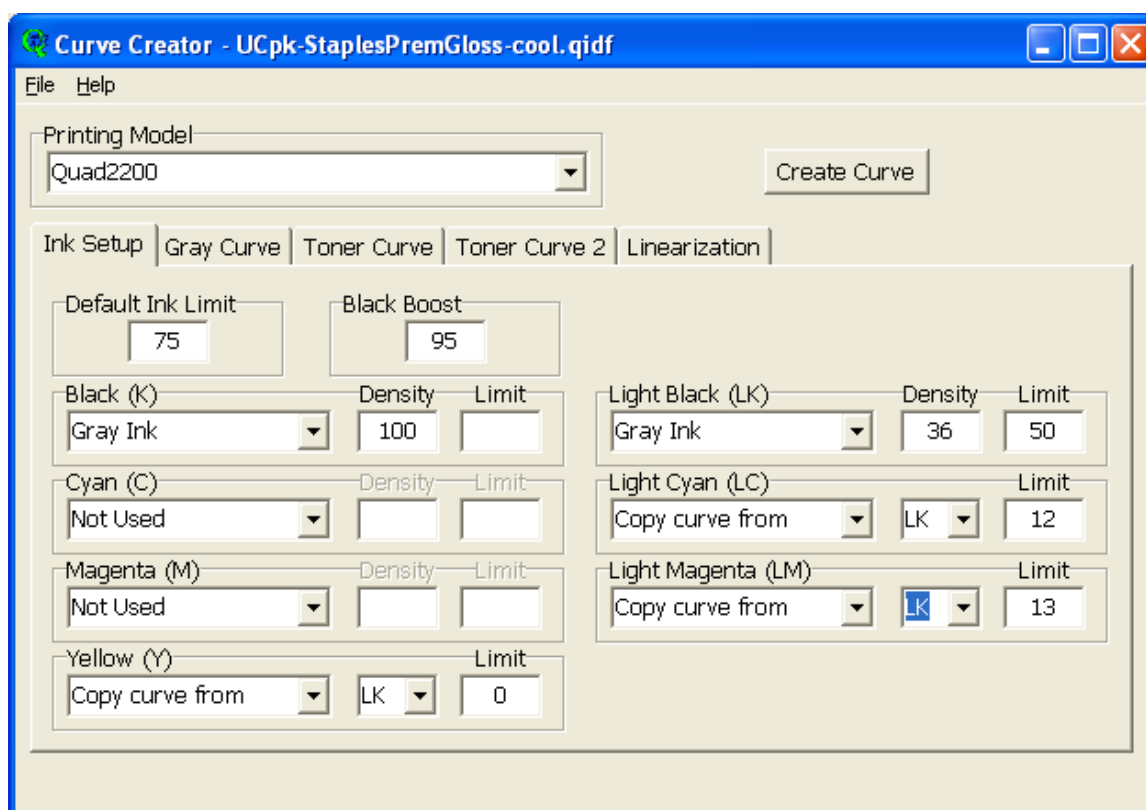 Curve Creator - UCpk-StaplesPremGloss-cool.qidf
File Help
Printing Model
Quad2200
Create Curve
Ink Setup Gray Curve Toner Curve Toner Curve 2 Linearization
Default Ink Limit Black Boost
75 95
Black (K) Density Limit Light Black (LK) Density Limit
Gray Ink 100 Gray Ink 36 50
Cyan (C) Density Limit Light Cyan (LC) Limit
Not Used Copy curve from LK 12
Magenta (M) Density Limit Light Magenta (LM) Limit
Not Used Copy curve from LK 13
Yellow (Y) Limit
Copy curve from LK 0